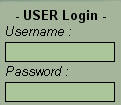 - USER Login -
Username :
Password :